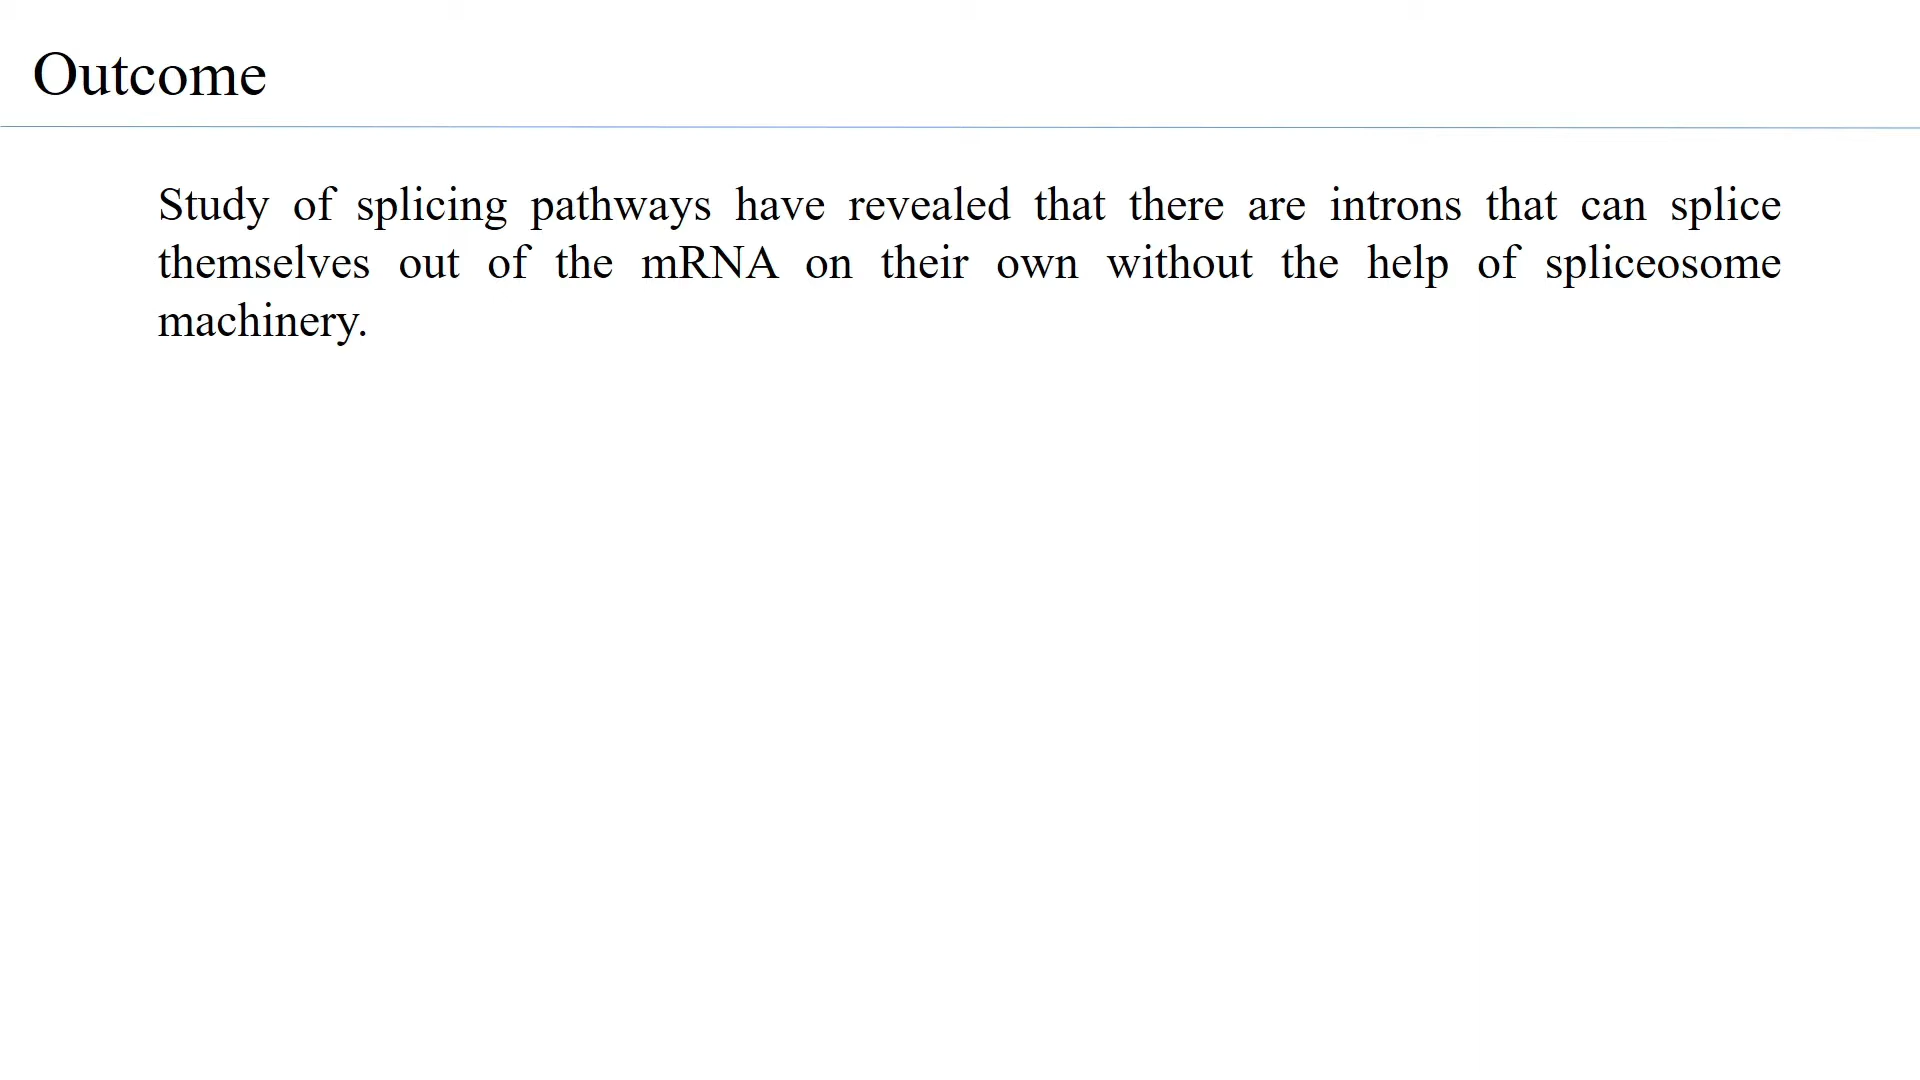 Outcome
Study of splicing pathways have revealed that there are introns that can splice
themselves out of the mRNA on their own without the help of spliceosome
machinery.